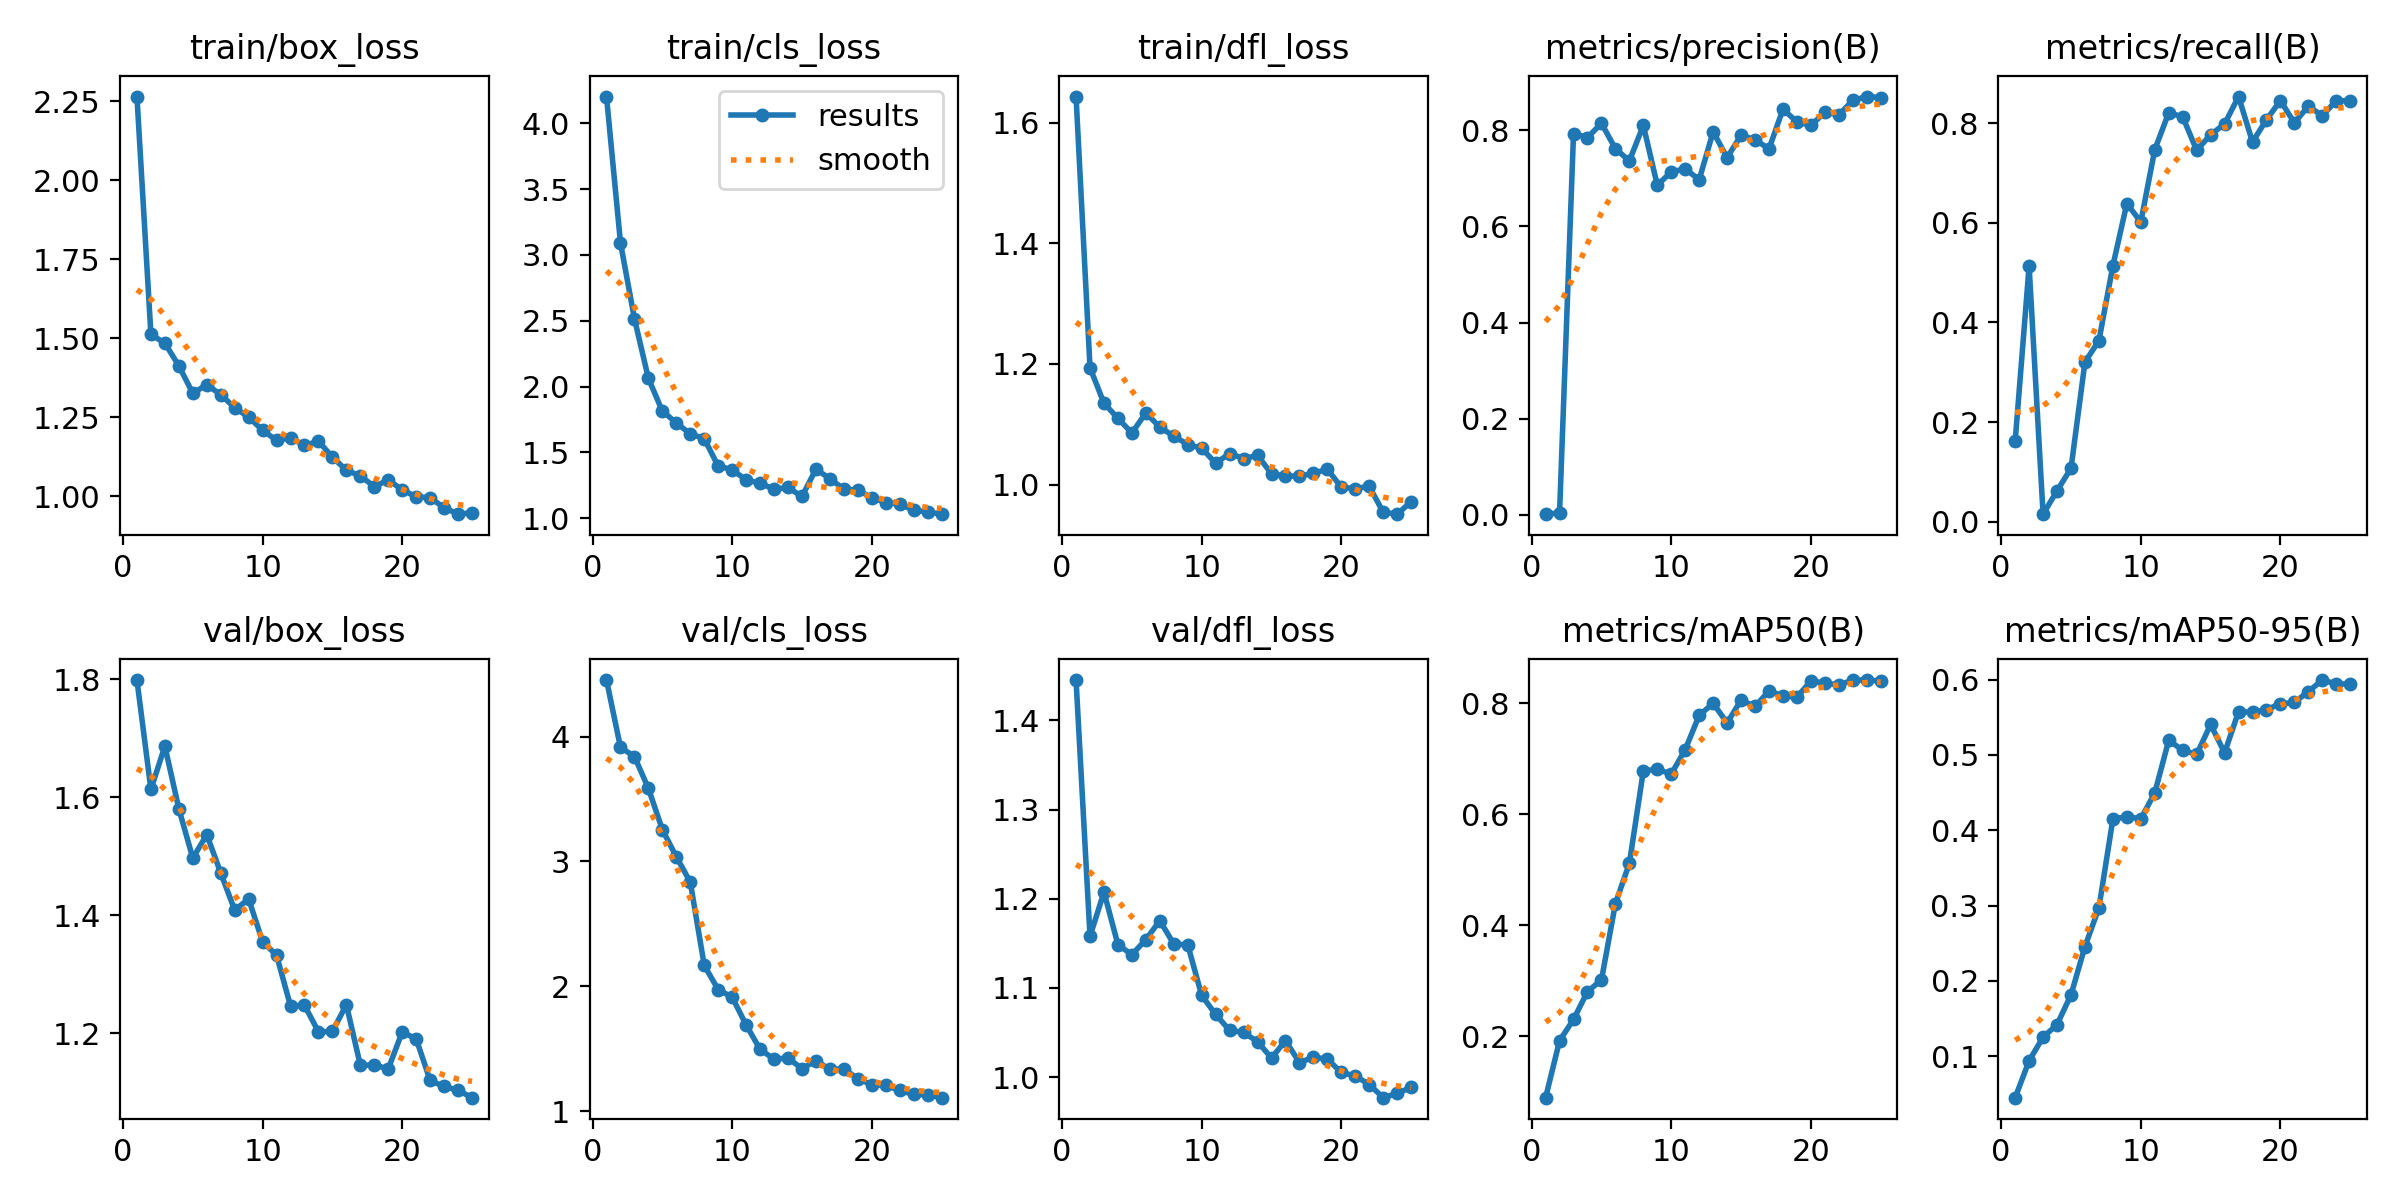 train/box_loss
2.25
2.00
1.75
1.50
1.25
1.00
0 10 20
train/cls_loss
results
smooth
4.0
3.5
3.0
2.5
2.0
1.5
1.0
0 10 20
train/dfl_loss
1.6
1.4
1.2
1.0
0 10 20
metrics/precision(B)
0.8
0.6
0.4
0.2
0.0
0 10 20
metrics/recall(B)
0.8
0.6
0.4
0.2
0.0
0 10 20
val/box_loss
1.8
1.6
1.4
1.2
0 10 20
val/cls_loss
4
3
2
1
0 10 20
val/dfl_loss
1.4
1.3
1.2
1.1
1.0
0 10 20
metrics/mAP50(B)
0.8
0.6
0.4
0.2
0 10 20
metrics/mAP50-95(B)
0.6
0.5
0.4
0.3
0.2
0.1
0 10 20